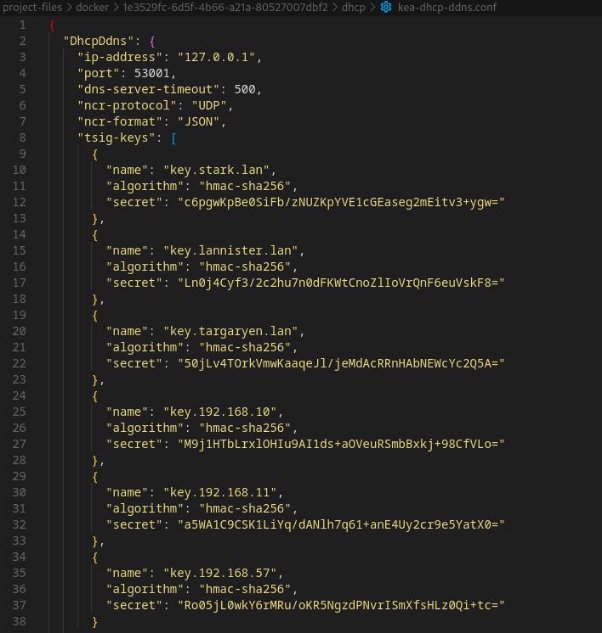 project-files > docker > 1e3529fc-6d5f-4b66-a21a-80527007dbf2 > dhcp > kea-dhcp-ddns.conf
1 {
2 "DhcpDdns": {
3 "ip-address": "127.0.0.1",
4 "port": 53001,
5 "dns-server-timeout": 500,
6 "ncr-protocol": "UDP",
7 "ncr-format": "JSON",
8 "tsig-keys": [
9 {
10 "name": "key.stark.lan",
11 "algorithm": "hmac-sha256",
12 "secret": "c6pgwKpBe0SiFb/zNUZKpYVE1cGEaseg2mEitv3+ygw="
13 },
14 {
15 "name": "key.lannister.lan",
16 "algorithm": "hmac-sha256",
17 "secret": "Ln0j4Cyf3/2c2hu7n0dFKWtCnoZlIoVrQnF6euVskF8="
18 },
19 {
20 "name": "key.targaryen.lan",
21 "algorithm": "hmac-sha256",
22 "secret": "50jLv4TOrkVmwKaaqeJl/jeMdAcRRnHAbNEWcYc2Q5A="
23 },
24 {
25 "name": "key.192.168.10",
26 "algorithm": "hmac-sha256",
27 "secret": "M9j1HTbLrxlOHIu9AI1ds+aOVeuRSmbBxkj+98CfVLo="
28 },
29 {
30 "name": "key.192.168.11",
31 "algorithm": "hmac-sha256",
32 "secret": "a5WA1C9CSK1LiYq/dANlh7q61+anE4Uy2cr9e5YatX0="
33 },
34 {
35 "name": "key.192.168.57",
36 "algorithm": "hmac-sha256",
37 "secret": "Ro05jL0wkY6rMRu/oKR5NgzdPNvrISmXfsHLz0Qi+tc="
38 }